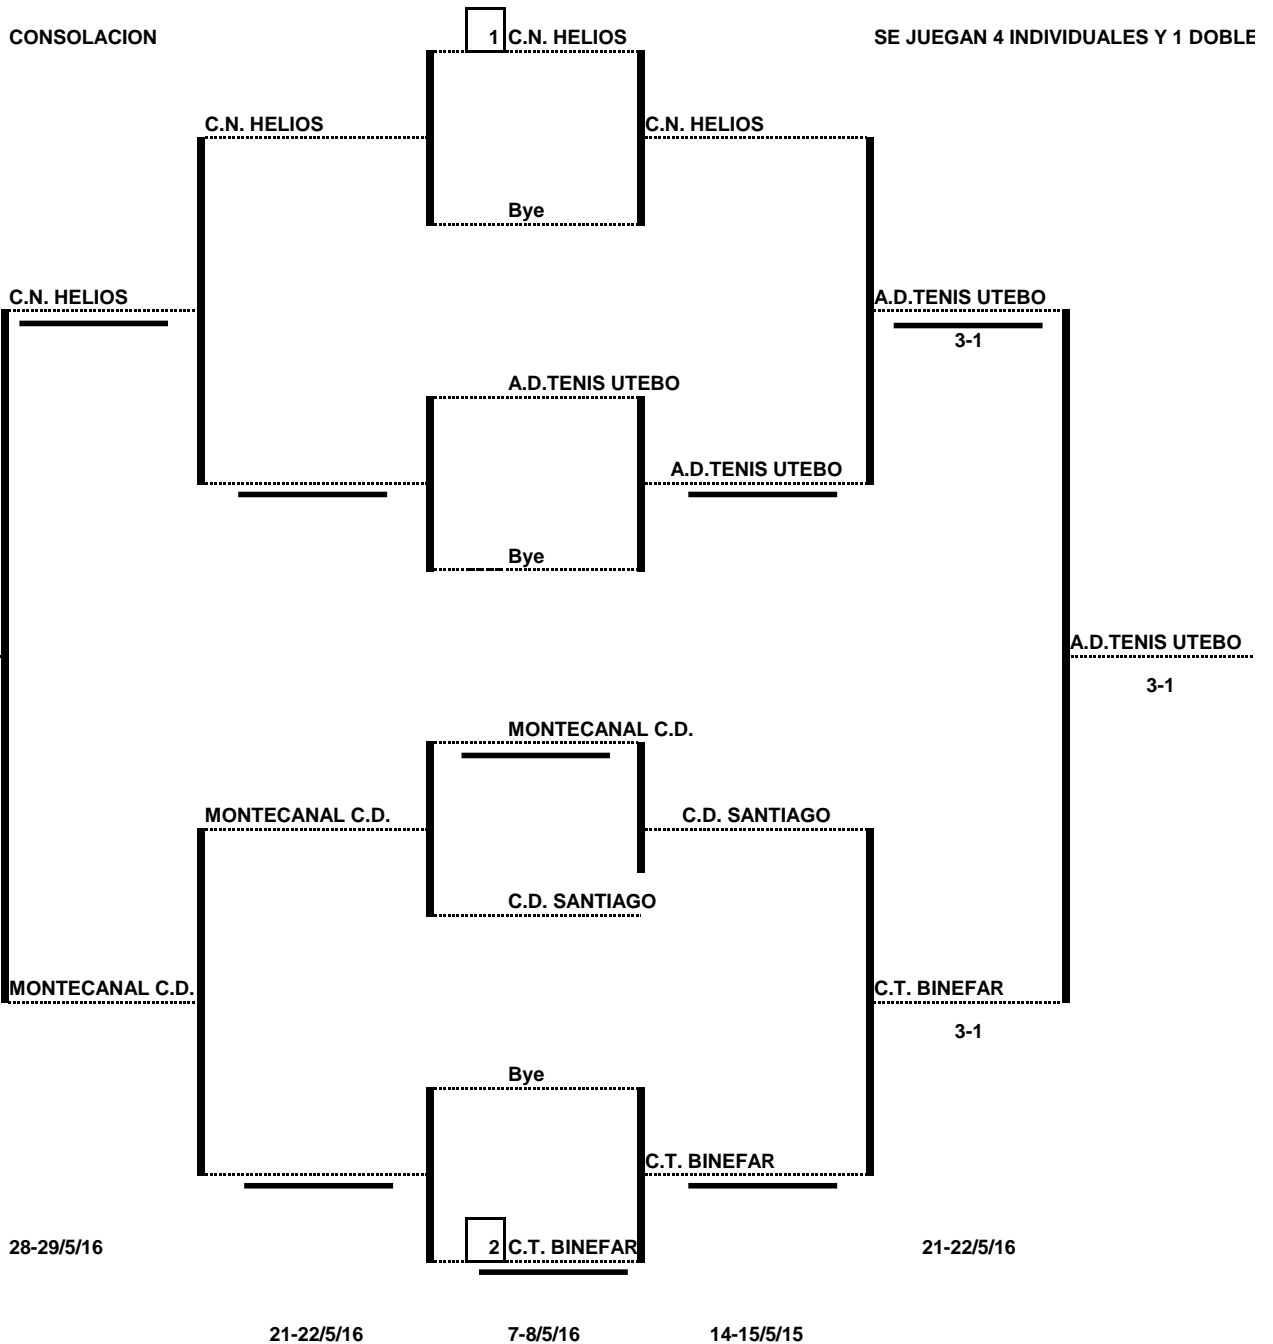 CONSOLACION
1 C.N. HELIOS
SE JUEGAN 4 INDIVIDUALES Y 1 DOBLE
C.N. HELIOS
C.N. HELIOS
Bye
C.N. HELIOS
A.D.TENIS UTEBO
3-1
A.D.TENIS UTEBO
A.D.TENIS UTEBO
Bye
A.D.TENIS UTEBO
3-1
MONTECANAL C.D.
MONTECANAL C.D.
C.D. SANTIAGO
C.D. SANTIAGO
MONTECANAL C.D.
C.T. BINEFAR
3-1
Bye
C.T. BINEFAR
28-29/5/16
2 C.T. BINEFAR
21-22/5/16
21-22/5/16
7-8/5/16
14-15/5/15